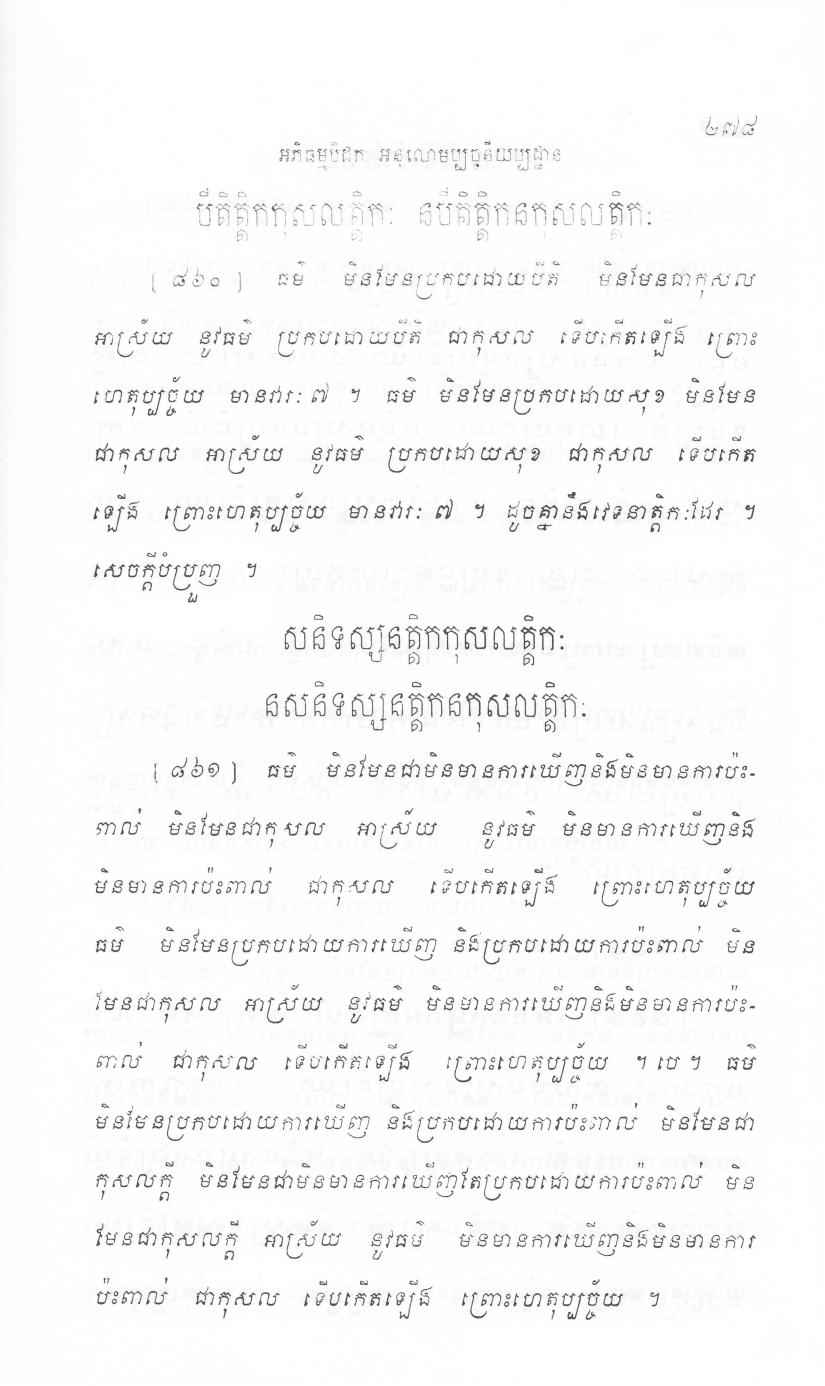 ២៧៨
អភិធម្មបិដក អនុលោមប្បច្ចនីយប្បដ្ឋាន
បីតិត្តិកកុសលត្តិកៈ នបីតិត្តិកនកុសលត្តិកៈ
[ ៨៦០ ] ធម៌ មិនមែនប្រកបដោយបីតិ មិនមែនជាកុសល
អាស្រ័យ នូវធម៌ ប្រកបដោយបីតិ ជាកុសល ទើបកើតឡើង ព្រោះ
ហេតុប្បច្ច័យ មានវារៈ ៧ ។ ធម៌ មិនមែនប្រកបដោយសុខ មិនមែន
ជាកុសល អាស្រ័យ នូវធម៌ ប្រកបដោយសុខ ជាកុសល ទើបកើត
ឡើង ព្រោះហេតុប្បច្ច័យ មានវារៈ ៧ ។ ដូចគ្នានឹងវេទនាត្តិកៈដែរ ។
សេចក្តីបំប្រួញ ។
សនិទស្សនត្តិកកុសលត្តិកៈ
នសនិទស្សនត្តិកនកុសលត្តិកៈ
[ ៨៦១ ] ធម៌ មិនមែនជាមិនមានការឃើញនិងមិនមានការប៉ះ-
ពាល់ មិនមែនជាកុសល អាស្រ័យ នូវធម៌ មិនមានការឃើញនិង
មិនមានការប៉ះពាល់ ជាកុសល ទើបកើតឡើង ព្រោះហេតុប្បច្ច័យ
ធម៌ មិនមែនប្រកបដោយការឃើញ និងប្រកបដោយការប៉ះពាល់ មិន
មែនជាកុសល អាស្រ័យ នូវធម៌ មិនមានការឃើញនិងមិនមានការប៉ះ-
ពាល់ ជាកុសល ទើបកើតឡើង ព្រោះហេតុប្បច្ច័យ ។ បេ ។ ធម៌
មិនមែនប្រកបដោយការឃើញ និងប្រកបដោយការប៉ះពាល់ មិនមែនជា
កុសលក្តី មិនមែនជាមិនមានការឃើញតែប្រកបដោយការប៉ះពាល់ មិន
មែនជាកុសលក្តី អាស្រ័យ នូវធម៌ មិនមានការឃើញនិងមិនមានការ
ប៉ះពាល់ ជាកុសល ទើបកើតឡើង ព្រោះហេតុប្បច្ច័យ ។